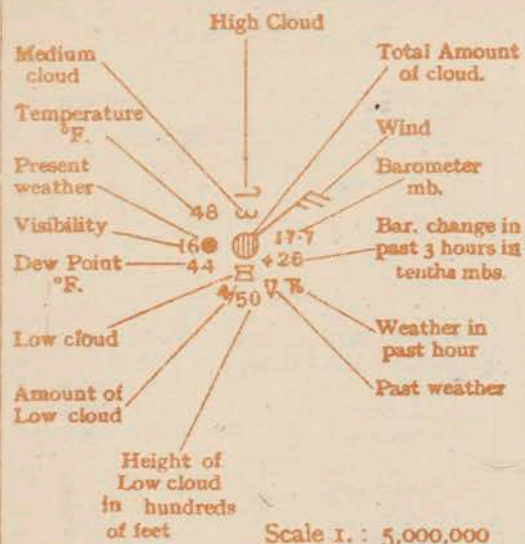 High Cloud
Medium
cloud
Total Amount
of cloud.
Temperature
°F.
Wind
Present
weather
Barometer
mb.
48
Visibility
16
17.7
Bar. change in
past 3 hours in
tenths mbs.
Dew Point
°F.
44
+28
50
Low cloud
Weather in
past hour
Amount of
Low cloud
Past weather
Height of
Low cloud
in hundreds
of feet
Scale 1. : 5,000,000